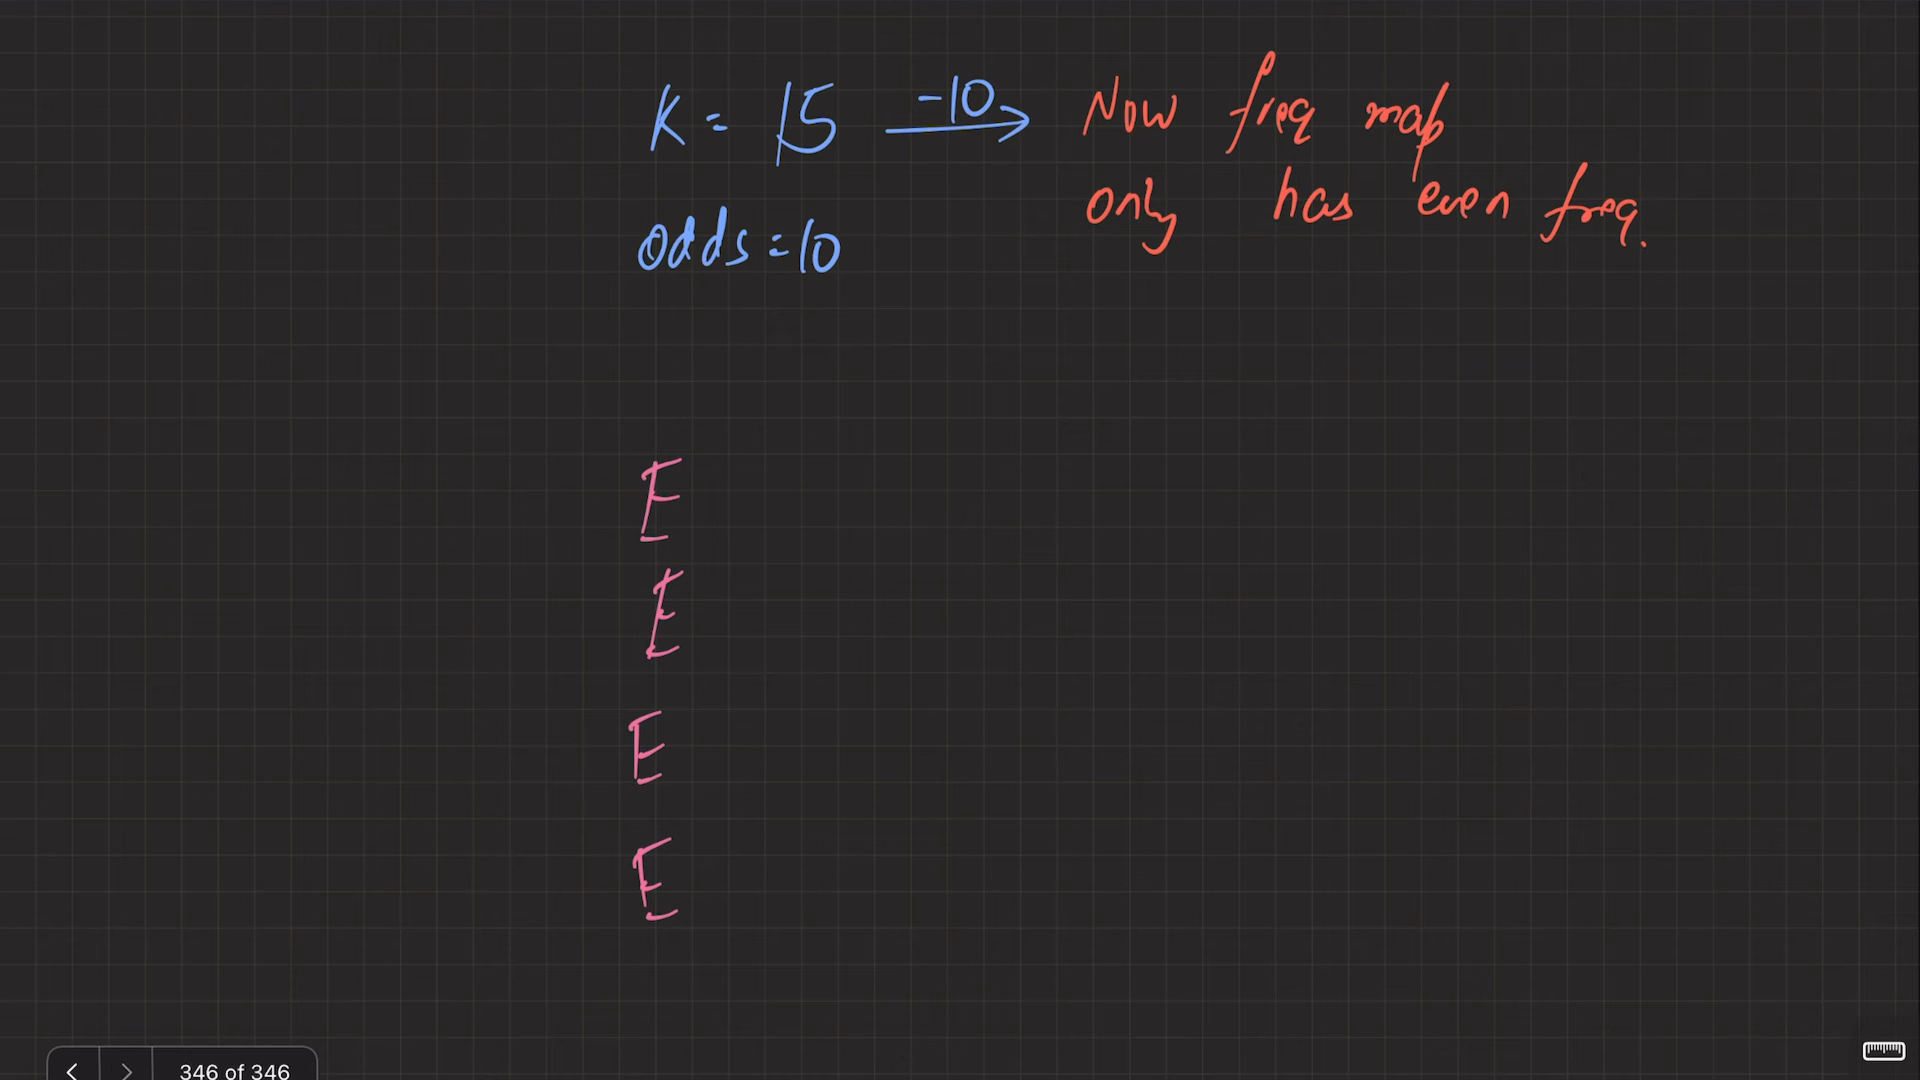 K = 15 -10 → Now freq map
only has even freq.
odds = 10
E
E
E
E
346 of 346